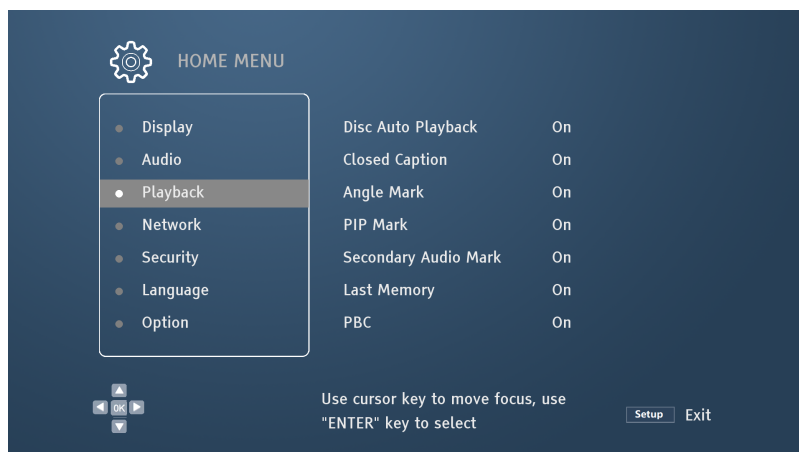 HOME MENU
Display
Audio
Playback
Network
Security
Language
Option
Disc Auto Playback On
Closed Caption On
Angle Mark On
PIP Mark On
Secondary Audio Mark On
Last Memory On
PBC On
OK
Use cursor key to move focus, use
"ENTER" key to select
Setup Exit